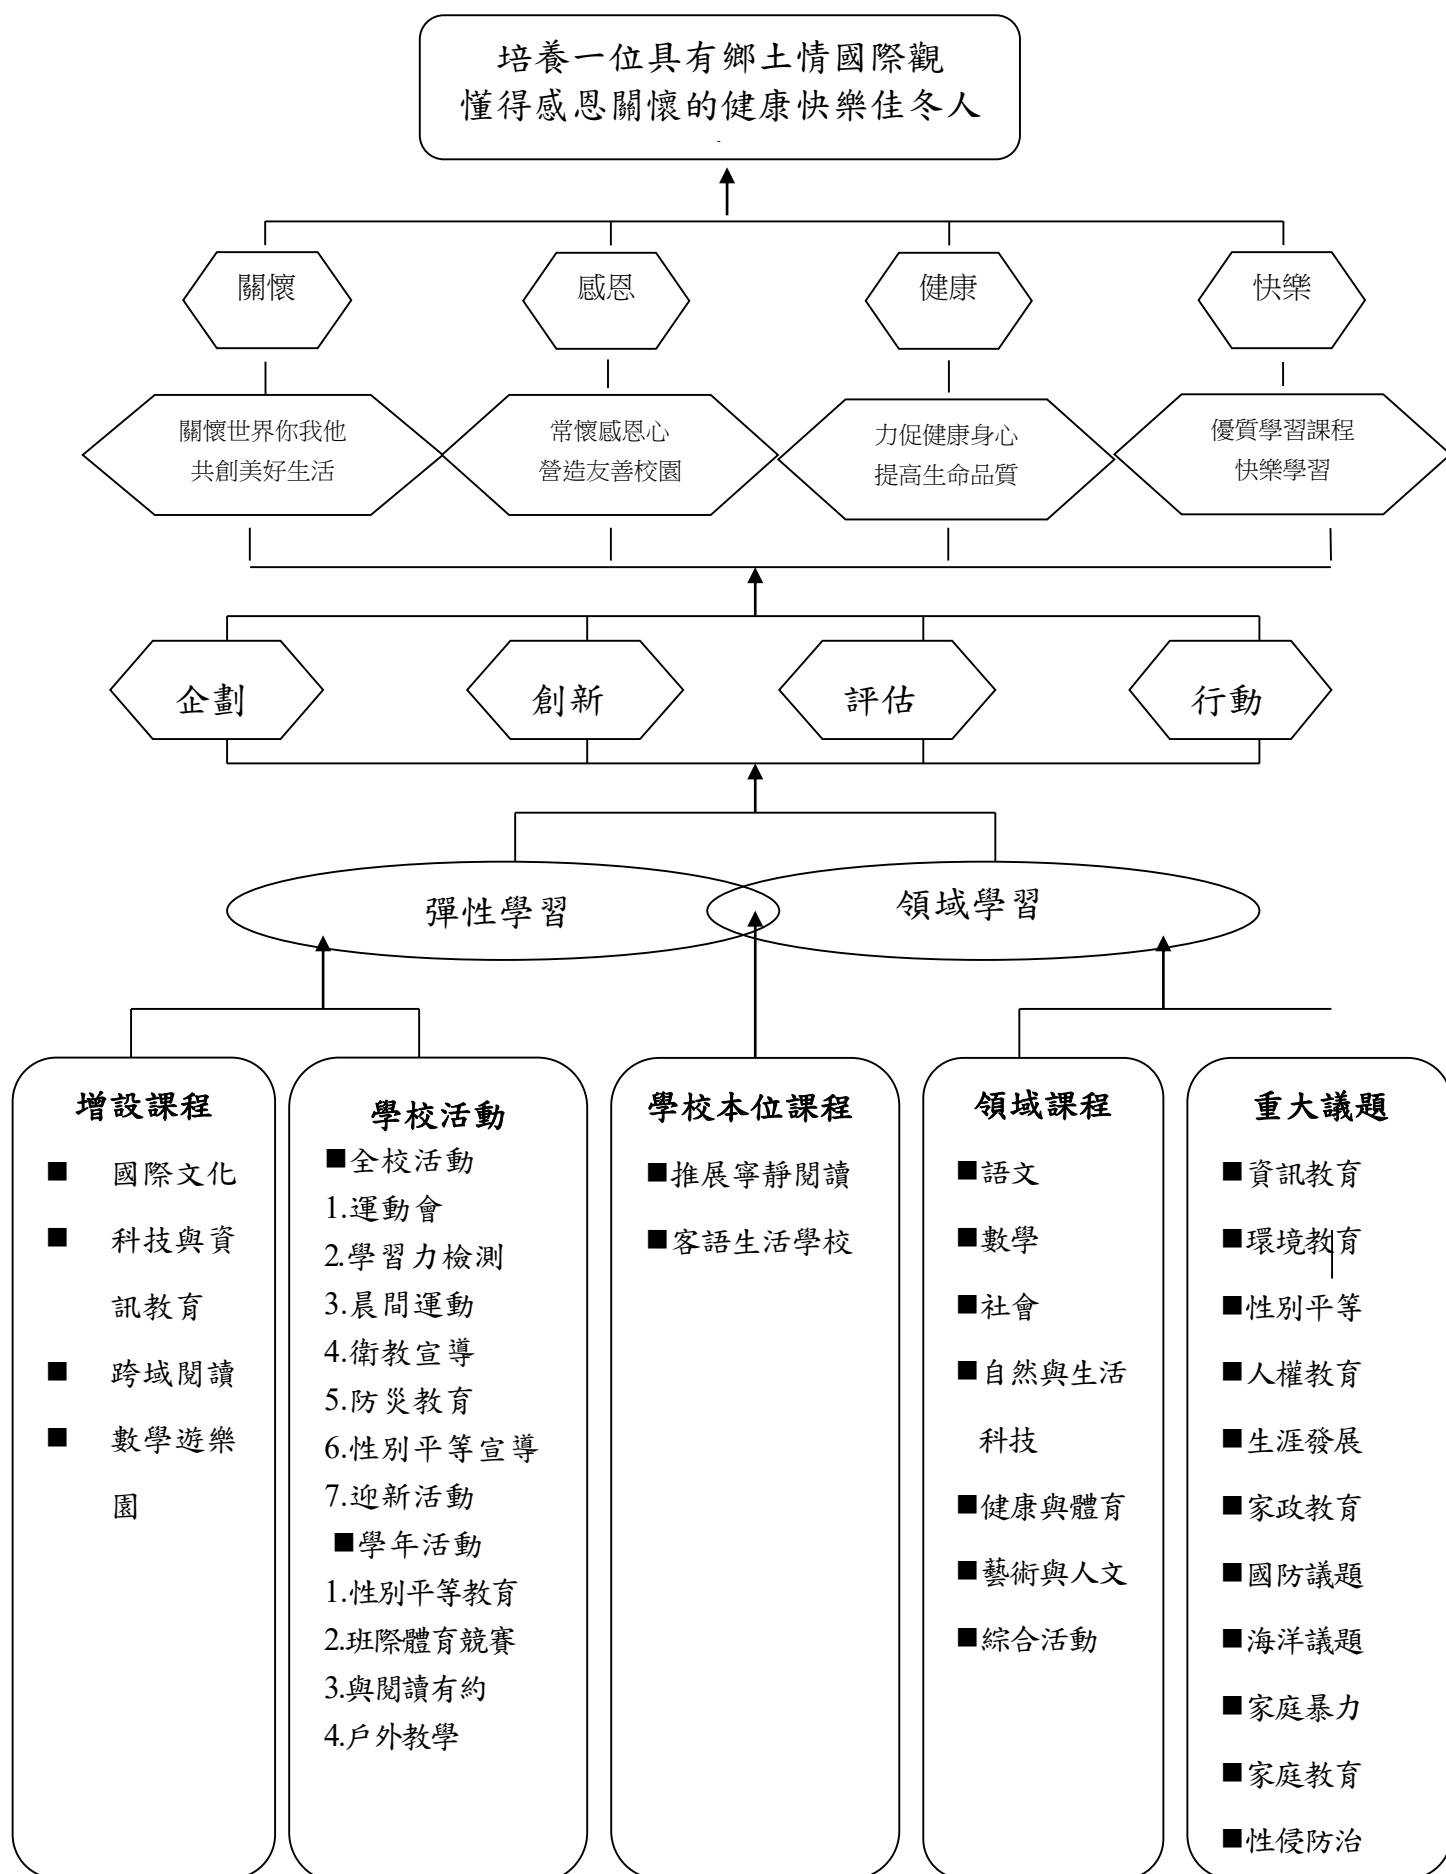 培養一位具有鄉土情國際觀
懂得感恩關懷的健康快樂佳冬人
關懷
感恩
健康
快樂
關懷世界你我他
共創美好生活
常懷感恩心
營造友善校園
力促健康身心
提高生命品質
優質學習課程
快樂學習
企劃
創新
評估
行動
彈性學習
領域學習
增設課程
■ 國際文化
■ 科技與資
訊教育
■ 跨域閱讀
■ 數學遊樂
園
學校活動
■全校活動
1.運動會
2.學習力檢測
3.晨間運動
4.衛教宣導
5.防災教育
6.性別平等宣導
7.迎新活動
■學年活動
1.性別平等教育
2.班際體育競賽
3.與閱讀有約
4.戶外教學
學校本位課程
■推展寧靜閱讀
■客語生活學校
領域課程
■語文
■數學
■社會
■自然與生活
科技
■健康與體育
■藝術與人文
■綜合活動
重大議題
■資訊教育
■環境教育
■性別平等
■人權教育
■生涯發展
■家政教育
■國防議題
■海洋議題
■家庭暴力
■家庭教育
■性侵防治